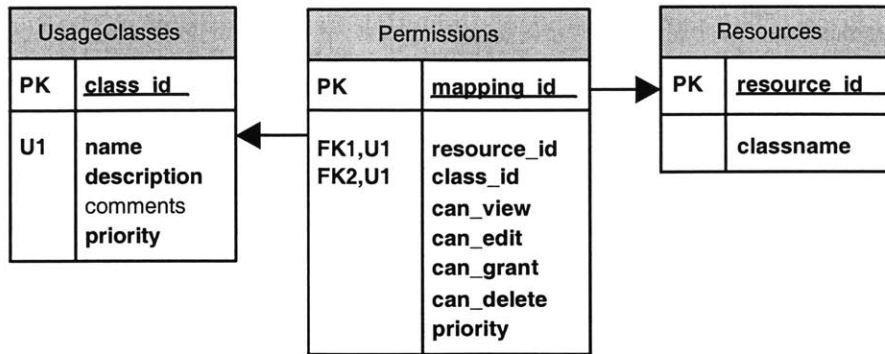 UsageClasses
PK class_id
U1 name
description
comments
priority
Permissions
PK mapping_id
FK1,U1 resource_id
FK2,U1 class_id
can_view
can_edit
can_grant
can_delete
priority
Resources
PK resource_id
classname